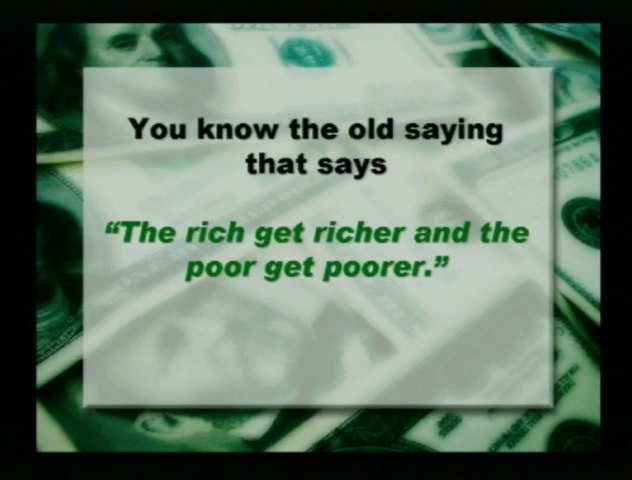 You know the old saying
that says
“The rich get richer and the
poor get poorer.”